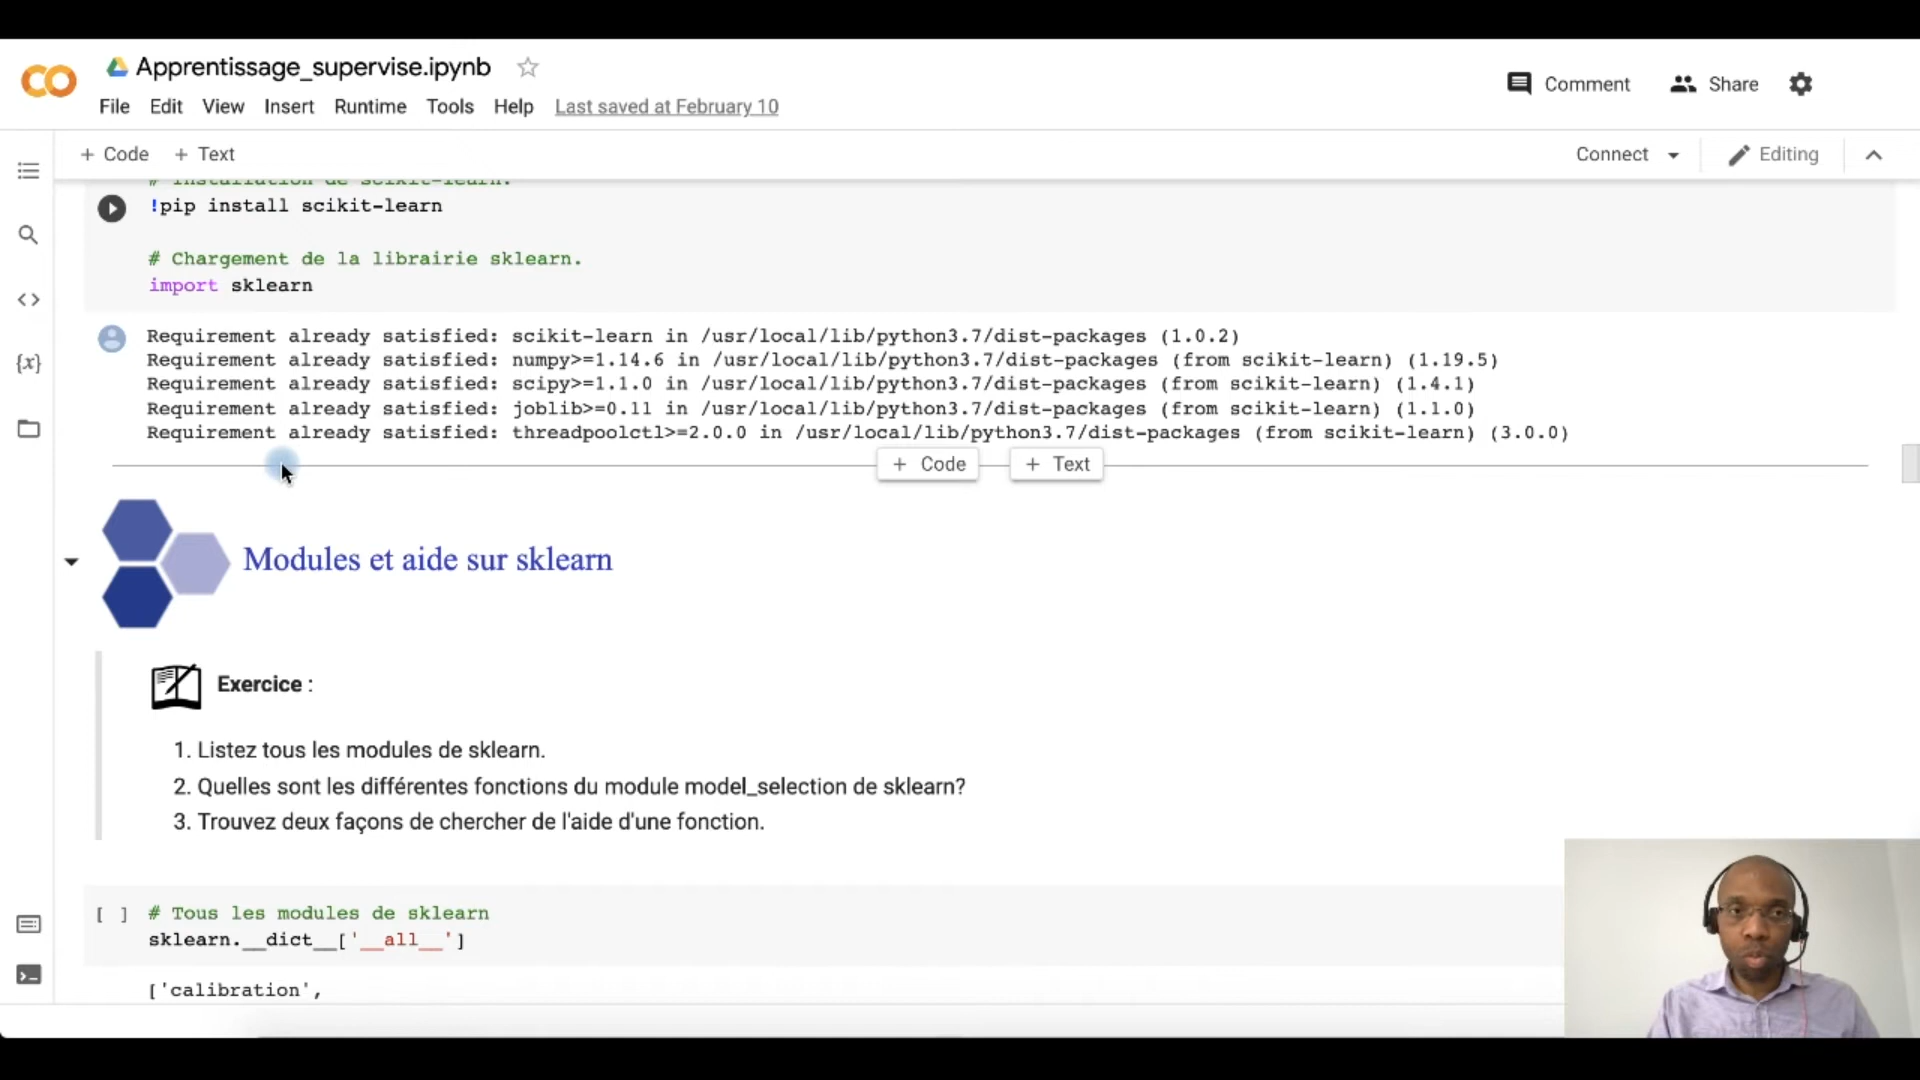 Apprentissage_supervise.ipynb
Comment
Share
File Edit View Insert Runtime Tools Help Last saved at February 10
+ Code + Text
Connect
Editing
# Installation de scikit-learn.
!pip install scikit-learn
# Chargement de la librairie sklearn.
import sklearn
Requirement already satisfied: scikit-learn in /usr/local/lib/python3.7/dist-packages (1.0.2)
Requirement already satisfied: numpy>=1.14.6 in /usr/local/lib/python3.7/dist-packages (from scikit-learn) (1.19.5)
Requirement already satisfied: scipy>=1.1.0 in /usr/local/lib/python3.7/dist-packages (from scikit-learn) (1.4.1)
Requirement already satisfied: joblib>=0.11 in /usr/local/lib/python3.7/dist-packages (from scikit-learn) (1.1.0)
Requirement already satisfied: threadpoolctl>=2.0.0 in /usr/local/lib/python3.7/dist-packages (from scikit-learn) (3.0.0)
+ Code + Text
Modules et aide sur sklearn
Exercice :
1. Listez tous les modules de sklearn.
2. Quelles sont les différentes fonctions du module model_selection de sklearn?
3. Trouvez deux façons de chercher de l'aide d'une fonction.
[ ] # Tous les modules de sklearn
sklearn.__dict__['__all__']
['calibration',